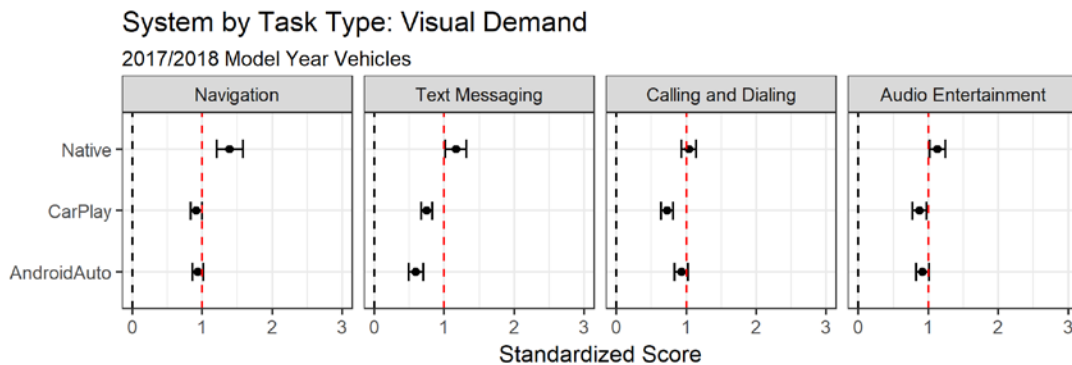 System by Task Type: Visual Demand
2017/2018 Model Year Vehicles
Navigation Text Messaging Calling and Dialing Audio Entertainment
Native
CarPlay
AndroidAuto
0 1 2 3 0 1 2 3 0 1 2 3 0 1 2 3
Standardized Score